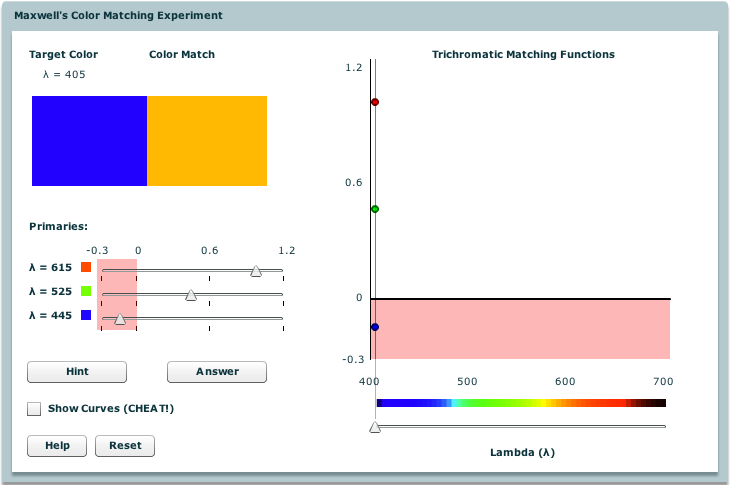 Maxwell's Color Matching Experiment
Target Color Color Match
λ = 405
Primaries:
-0.3 0 0.6 1.2
λ = 615
λ = 525
λ = 445
Hint Answer
Show Curves (CHEAT!)
Help Reset
Trichromatic Matching Functions
1.2
0.6
0
-0.3
400 500 600 700
Lambda (λ)